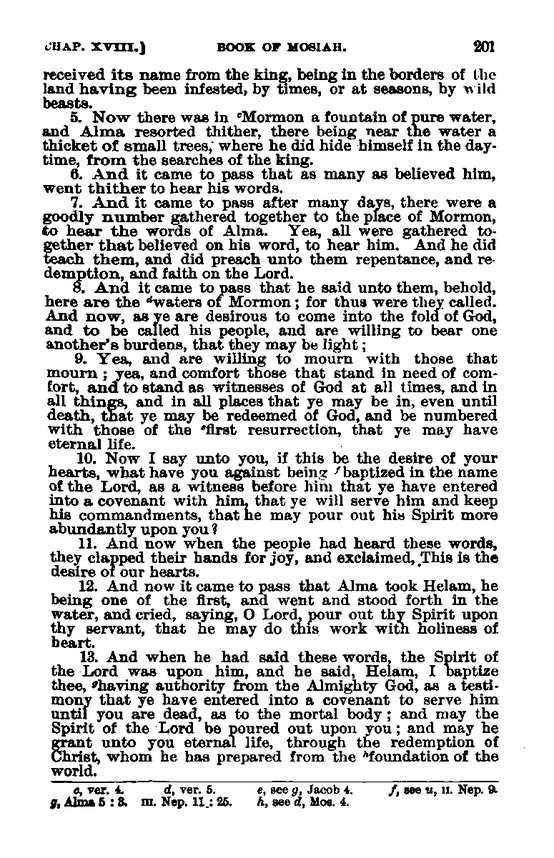 CHAP. XVIII.] BOOK OF MOSIAH. 201
received its name from the king, being in the borders of the
land having been infested, by times, or at seasons, by wild
beasts.
5. Now there was in ᶜMormon a fountain of pure water,
and Alma resorted thither, there being near the water a
thicket of small trees, where he did hide himself in the day-
time, from the searches of the king.
6. And it came to pass that as many as believed him,
went thither to hear his words.
7. And it came to pass after many days, there were a
goodly number gathered together to the place of Mormon,
to hear the words of Alma. Yea, all were gathered to-
gether that believed on his word, to hear him. And he did
teach them, and did preach unto them repentance, and re-
demption, and faith on the Lord.
8. And it came to pass that he said unto them, behold,
here are the ᵈwaters of Mormon; for thus were they called.
And now, as ye are desirous to come into the fold of God,
and to be called his people, and are willing to bear one
another's burdens, that they may be light;
9. Yea, and are willing to mourn with those that
mourn; yea, and comfort those that stand in need of com-
fort, and to stand as witnesses of God at all times, and in
all things, and in all places that ye may be in, even until
death, that ye may be redeemed of God, and be numbered
with those of the ᵉfirst resurrection, that ye may have
eternal life.
10. Now I say unto you, if this be the desire of your
hearts, what have you against being ᶠbaptized in the name
of the Lord, as a witness before him that ye have entered
into a covenant with him, that ye will serve him and keep
his commandments, that he may pour out his Spirit more
abundantly upon you?
11. And now when the people had heard these words,
they clapped their hands for joy, and exclaimed, This is the
desire of our hearts.
12. And now it came to pass that Alma took Helam, he
being one of the first, and went and stood forth in the
water, and cried, saying, O Lord, pour out thy Spirit upon
thy servant, that he may do this work with holiness of
heart.
13. And when he had said these words, the Spirit of
the Lord was upon him, and he said, Helam, I baptize
thee, ᵍhaving authority from the Almighty God, as a testi-
mony that ye have entered into a covenant to serve him
until you are dead, as to the mortal body; and may the
Spirit of the Lord be poured out upon you; and may he
grant unto you eternal life, through the redemption of
Christ, whom he has prepared from the ʰfoundation of the
world.
c, ver. 4. d, ver. 5. e, see g, Jacob 4. f, see u, II. Nep. 9.
g, Alma 5 : 3. III. Nep. 11 : 25. h, see d, Mos. 4.